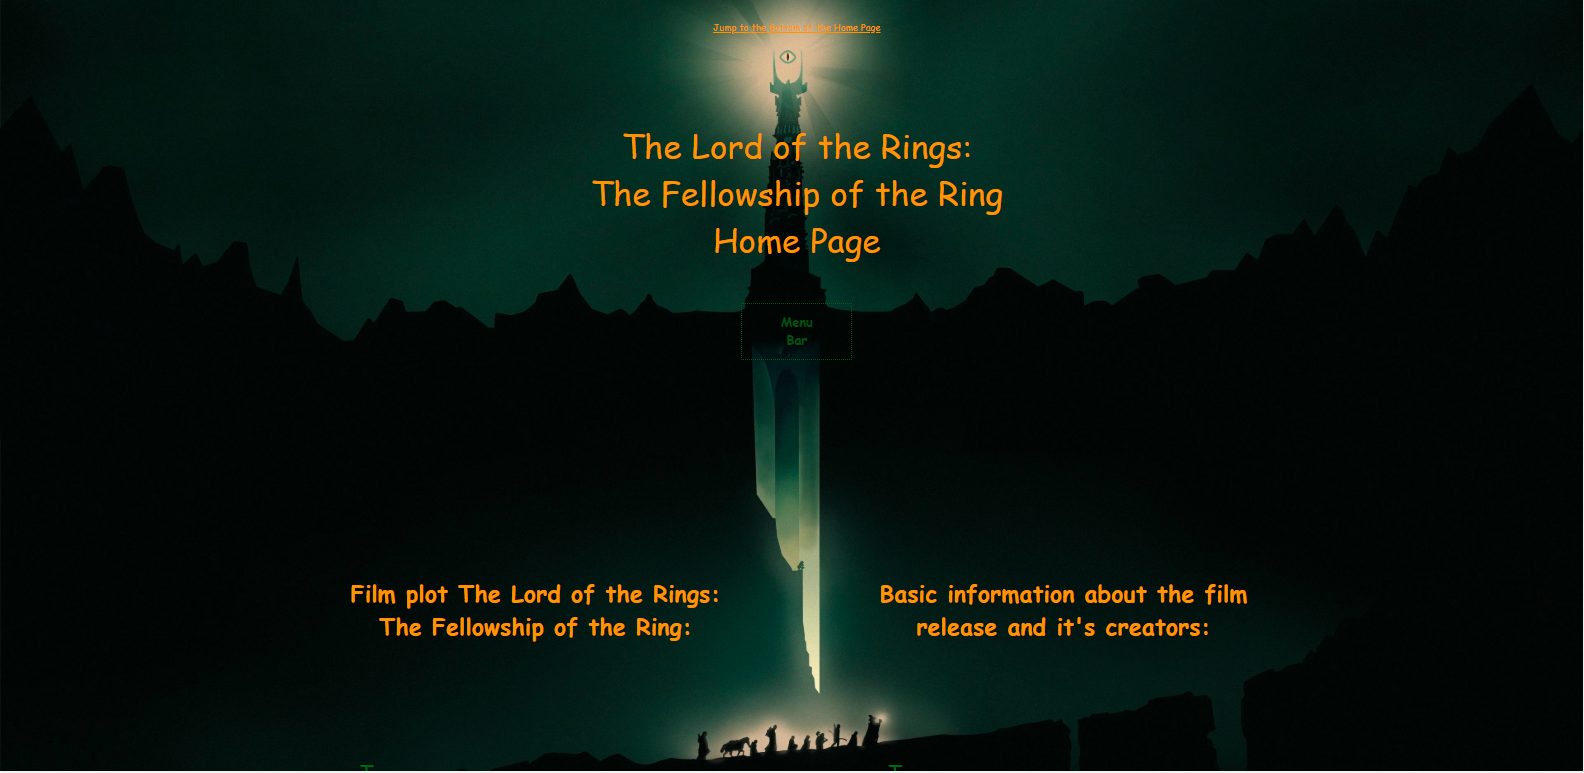 Jump to the Bottom of the Home Page
The Lord of the Rings:
The Fellowship of the Ring
Home Page
Menu
Bar
Film plot The Lord of the Rings:
The Fellowship of the Ring:
Basic information about the film
release and it's creators: